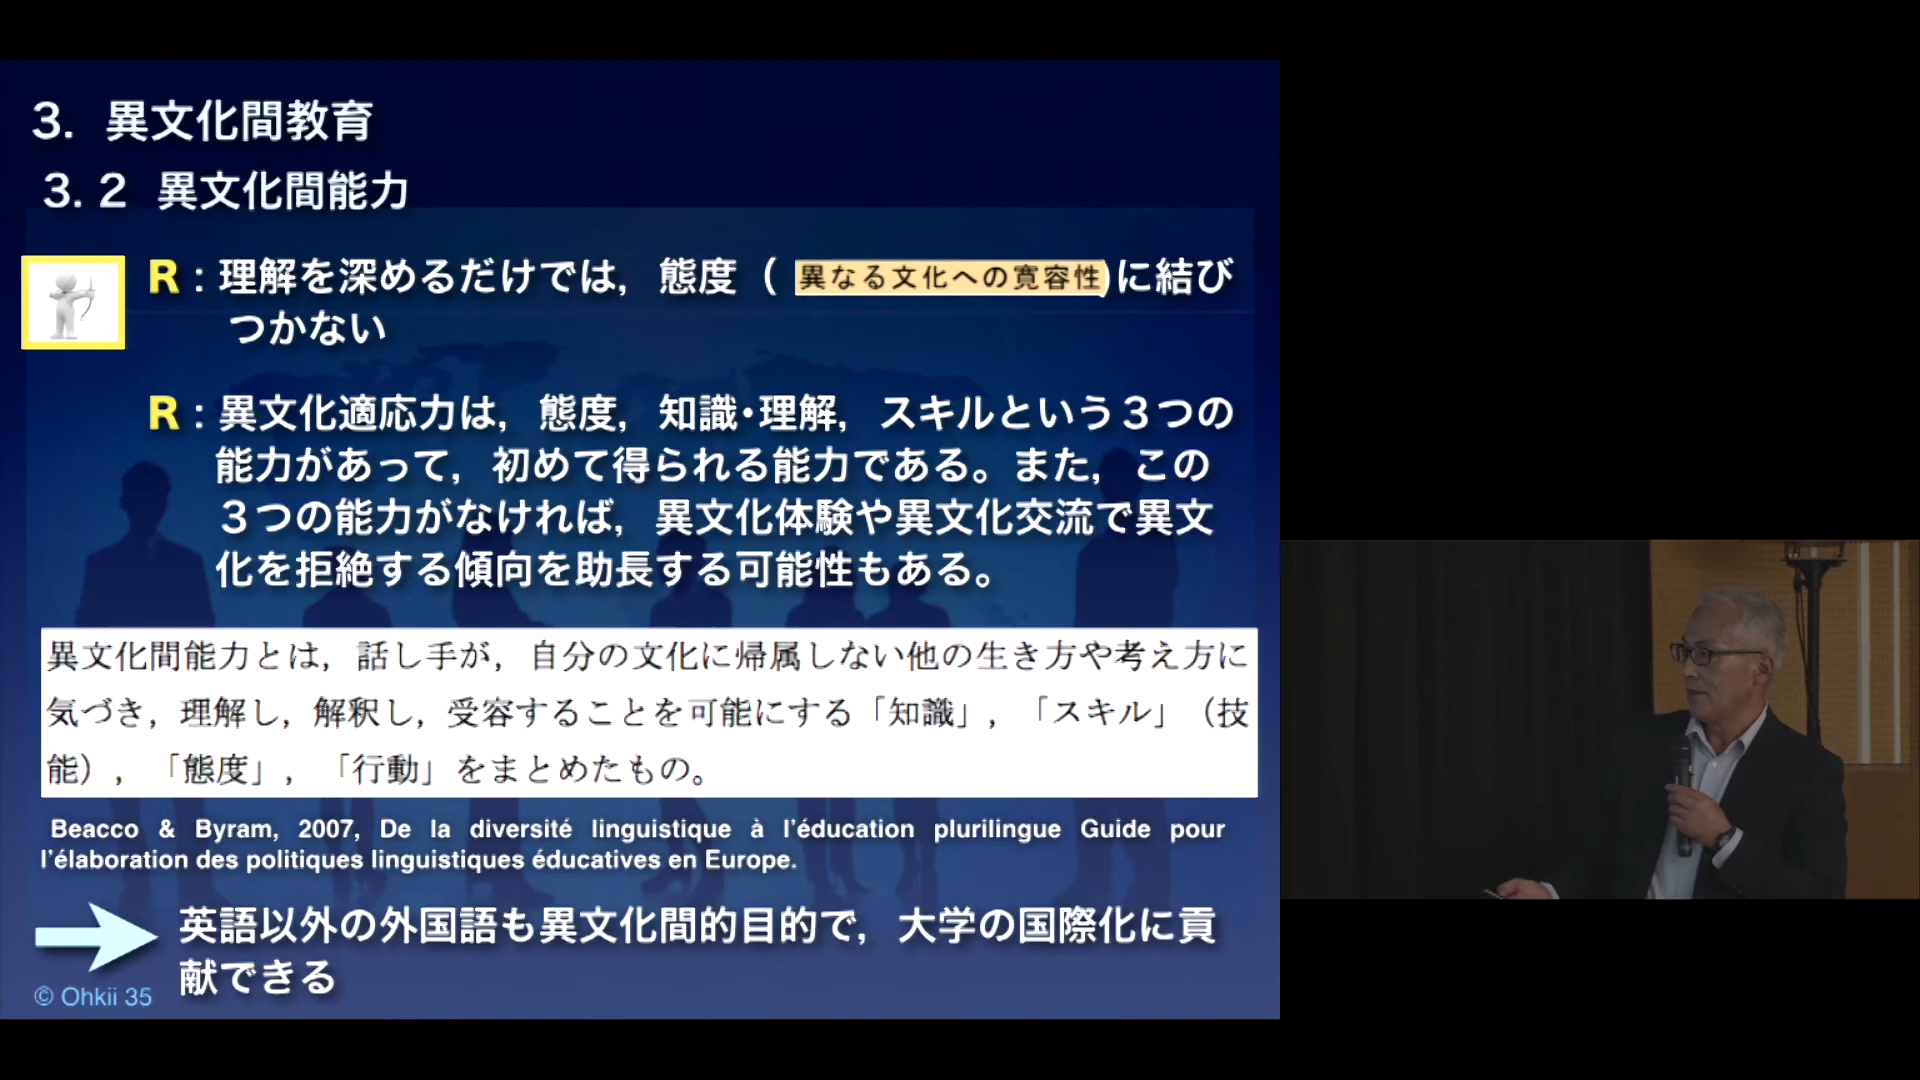 3. 異文化間教育
3. 2 異文化間能力
R：理解を深めるだけでは，態度（ 異なる文化への寛容性)に結び
つかない
R：異文化適応力は，態度，知識・理解，スキルという３つの
能力があって，初めて得られる能力である。また，この
３つの能力がなければ，異文化体験や異文化交流で異文
化を拒絶する傾向を助長する可能性もある。
異文化間能力とは，話し手が，自分の文化に帰属しない他の生き方や考え方に
気づき，理解し，解釈し，受容することを可能にする「知識」，「スキル」（技
能），「態度」，「行動」をまとめたもの。
Beacco & Byram, 2007, De la diversité linguistique à l’éducation plurilingue Guide pour
l’élaboration des politiques linguistiques éducatives en Europe.
英語以外の外国語も異文化間的目的で，大学の国際化に貢
献できる
© Ohkii 35